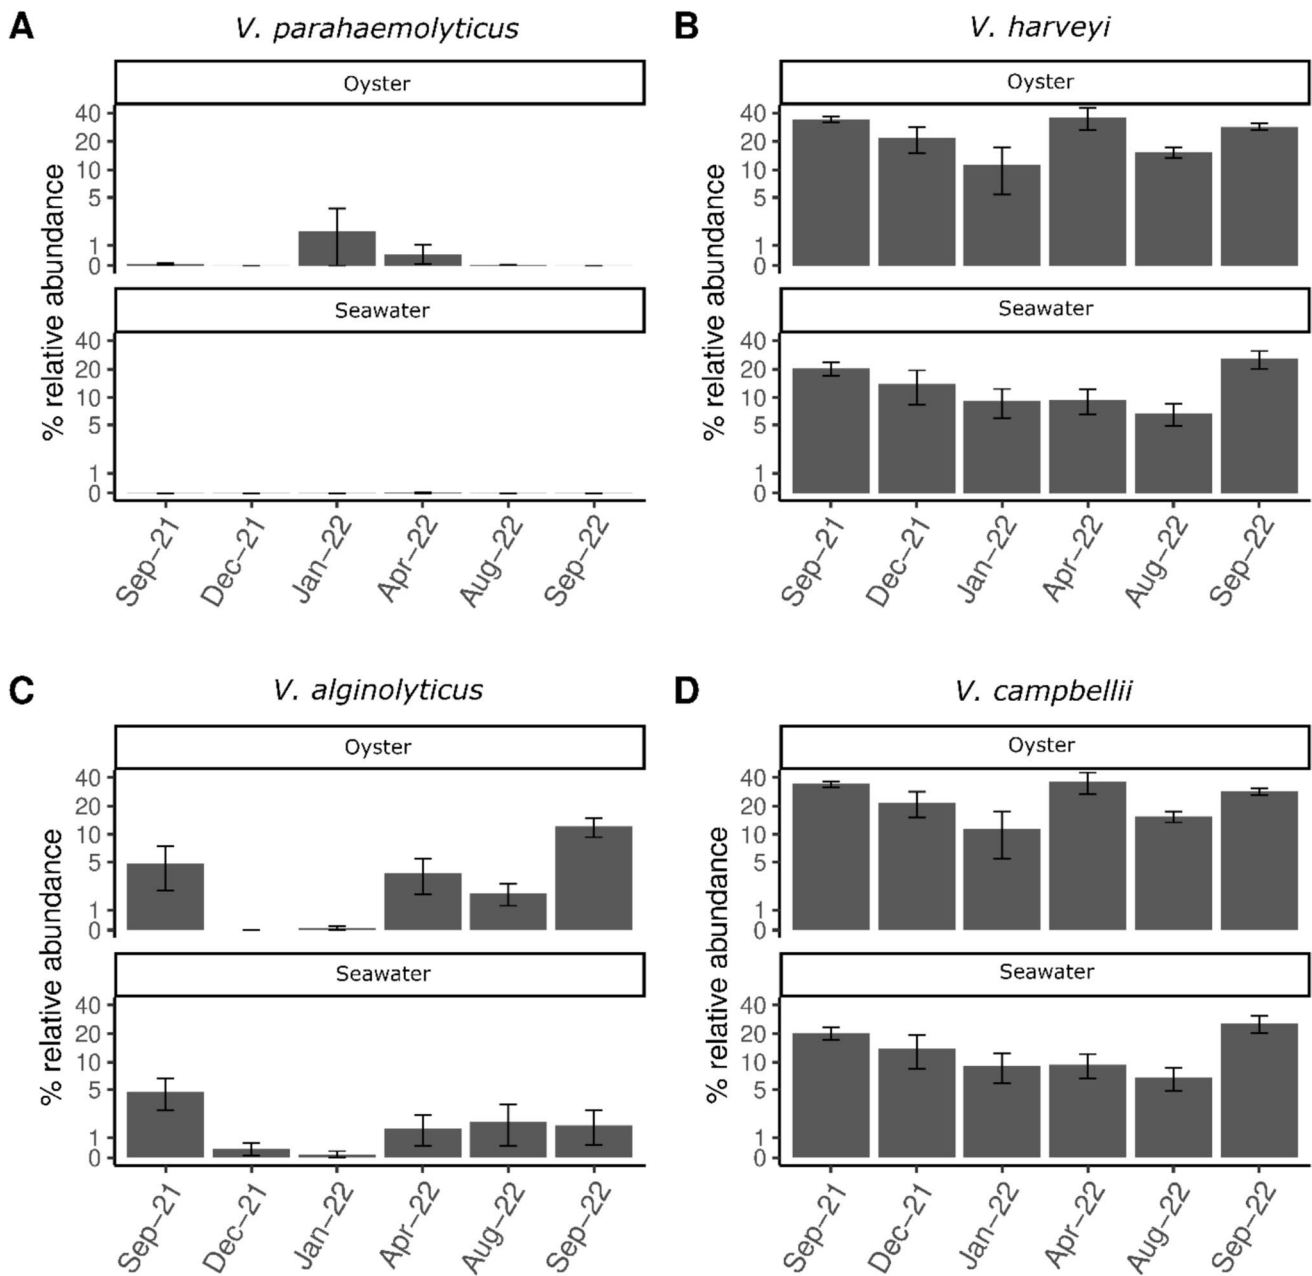 A
V. parahaemolyticus
Oyster
40
20
10
5
1
0
Seawater
40
20
10
5
1
0
% relative abundance
Sep-21
Dec-21
Jan-22
Apr-22
Aug-22
Sep-22
B
V. harveyi
Oyster
40
20
10
5
1
0
Seawater
40
20
10
5
1
0
% relative abundance
Sep-21
Dec-21
Jan-22
Apr-22
Aug-22
Sep-22
C
V. alginolyticus
Oyster
40
20
10
5
1
0
Seawater
40
20
10
5
1
0
% relative abundance
Sep-21
Dec-21
Jan-22
Apr-22
Aug-22
Sep-22
D
V. campbellii
Oyster
40
20
10
5
1
0
Seawater
40
20
10
5
1
0
% relative abundance
Sep-21
Dec-21
Jan-22
Apr-22
Aug-22
Sep-22